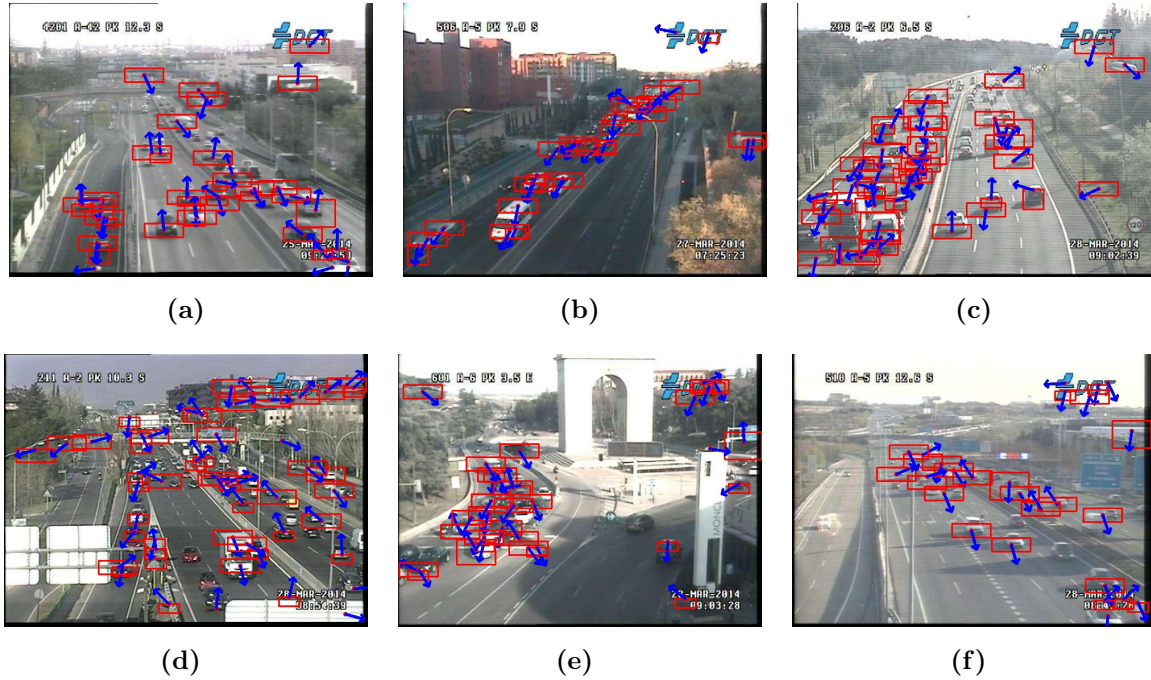 4201 A-42 PK 12.3 S
DGT
25-MAR-2014
(a)
506 A-5 PK 7.9 S
DGT
27-MAR-2014
07:25:23
(b)
206 A-2 PK 6.5 S
DGT
120
28-MAR-2014
09:02:39
(c)
211 A-2 PK 10.3 S
DGT
28-MAR-2014
08:54:39
(d)
601 A-6 PK 3.5 E
MONCL
28-MAR-2014
09:03:28
(e)
510 A-5 PK 12.6 S
DGT
28-MAR-2014
(f)